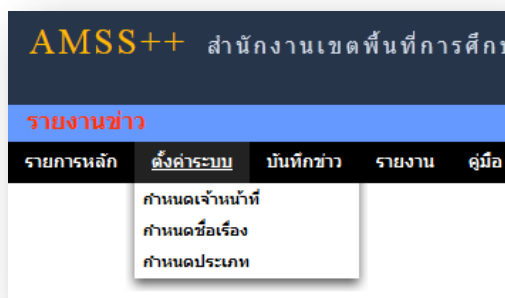 AMSS++ สำนักงานเขตพื้นที่การศึก
รายงานข่าว
รายการหลัก ตั้งค่าระบบ บันทึกข่าว รายงาน คู่มือ
กำหนดเจ้าหน้าที่
กำหนดชื่อเรื่อง
กำหนดประเภท